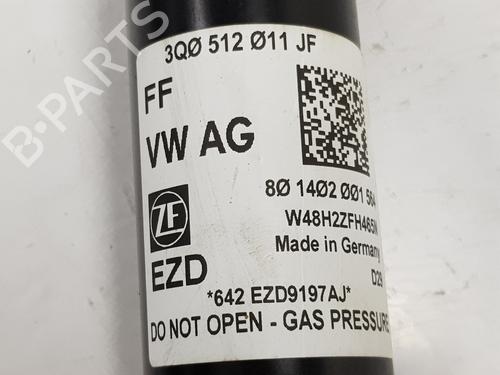 3QØ 512 Ø11 JF
FF
VW AG
8Ø 14Ø2 ØØ1 564
W48H2ZFH465N
ZF
Made in Germany
EZD
D29
*642 EZD9197AJ*
DO NOT OPEN - GAS PRESSURE
B-PARTS